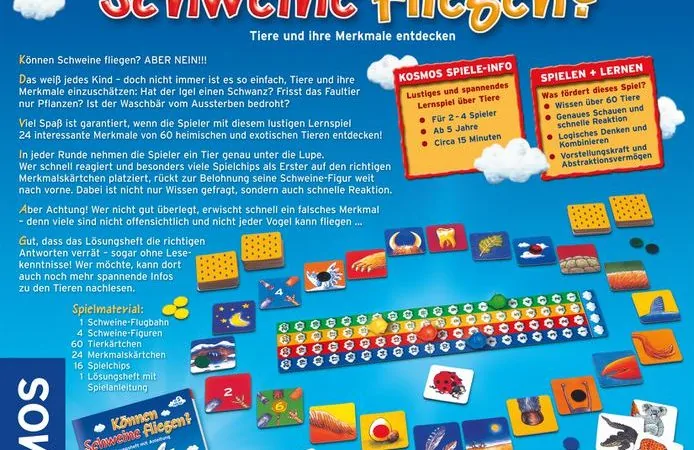 Schweine fliegen?
Tiere und ihre Merkmale entdecken
Können Schweine fliegen? ABER NEIN!!!
Das weiß jedes Kind – doch nicht immer ist es so einfach, Tiere und ihre
Merkmale einzuschätzen: Hat der Igel einen Schwanz? Frisst das Faultier
nur Pflanzen? Ist der Waschbär vom Aussterben bedroht?
Viel Spaß ist garantiert, wenn die Spieler mit diesem lustigen Lernspiel
24 interessante Merkmale von 60 heimischen und exotischen Tieren entdecken!
In jeder Runde nehmen die Spieler ein Tier genau unter die Lupe.
Wer schnell reagiert und besonders viele Spielchips als Erster auf den richtigen
Merkmalskärtchen platziert, rückt zur Belohnung seine Schweine-Figur weit
nach vorne. Dabei ist nicht nur Wissen gefragt, sondern auch schnelle Reaktion.
Aber Achtung! Wer nicht gut überlegt, erwischt schnell ein falsches Merkmal
– denn viele sind nicht offensichtlich und nicht jeder Vogel kann fliegen ...
Gut, dass das Lösungsheft die richtigen
Antworten verrät – sogar ohne Lese-
kenntnisse! Wer möchte, kann dort
auch noch mehr spannende Infos
zu den Tieren nachlesen.
Spielmaterial:
1 Schweine-Flugbahn
4 Schweine-Figuren
60 Tierkärtchen
24 Merkmalskärtchen
16 Spielchips
1 Lösungsheft mit
Spielanleitung
KOSMOS SPIELE-INFO
Lustiges und spannendes
Lernspiel über Tiere
• Für 2 - 4 Spieler
• Ab 5 Jahre
• Circa 15 Minuten
SPIELEN + LERNEN
Was fördert dieses Spiel?
• Wissen über 60 Tiere
• Genaues Schauen und
schnelle Reaktion
• Logisches Denken und
Kombinieren
• Vorstellungskraft und
Abstraktionsvermögen
4
2
6
Können
Schweine fliegen?
MOS